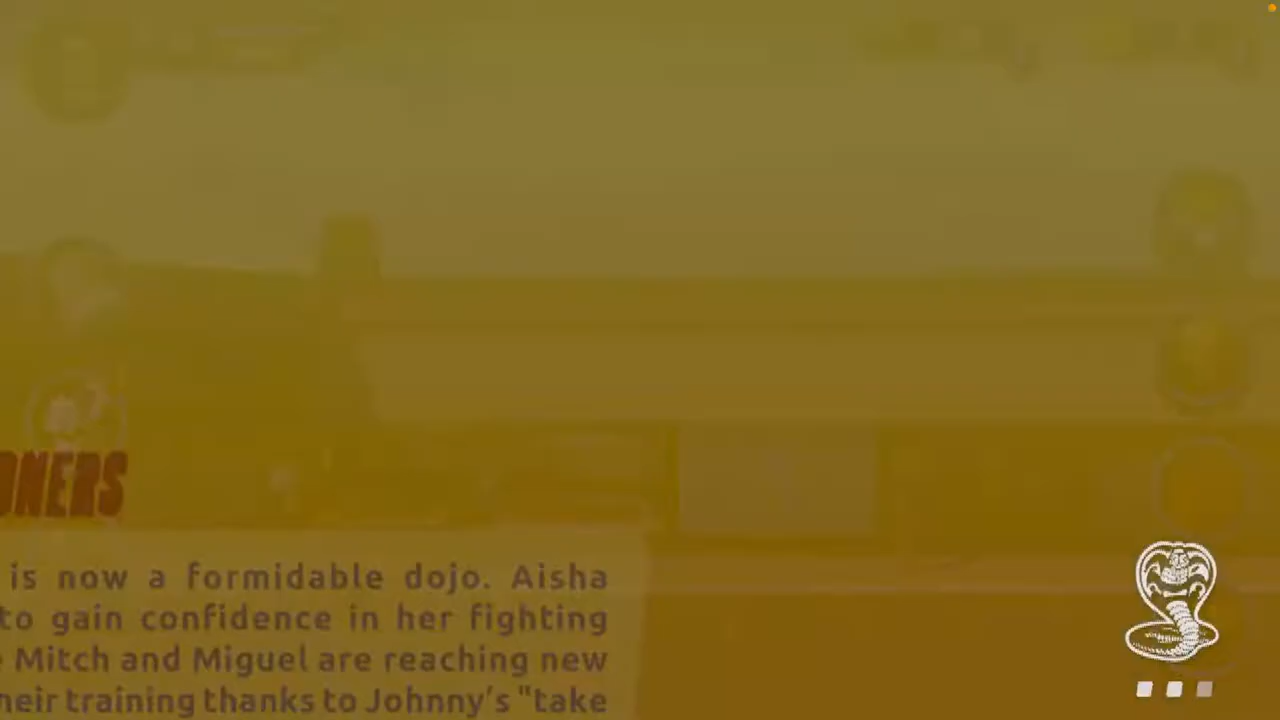 ONERS
is now a formidable dojo. Aisha
to gain confidence in her fighting
Mitch and Miguel are reaching new
heir training thanks to Johnny's "take